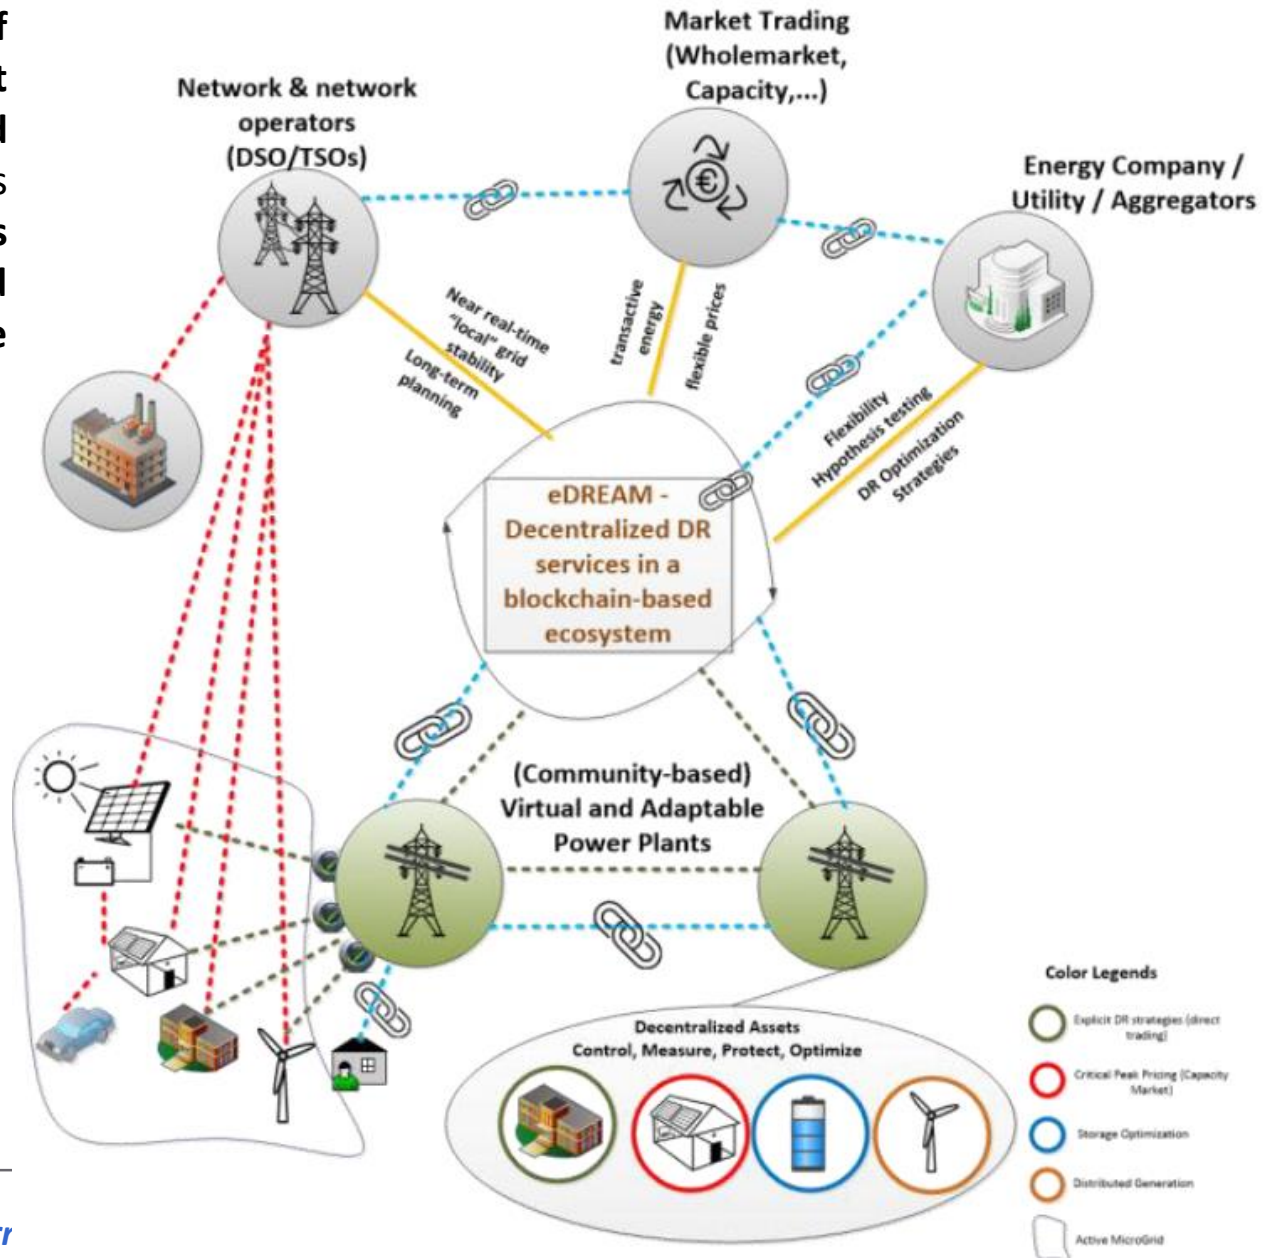 f
t
d
s
s
d
e
Market Trading
(Wholemarket,
Capacity,...)
Network & network
operators
(DSO/TSOs)
Energy Company /
Utility / Aggregators
€
Near real-time
"local" grid
stability
Long-term
planning
transactive
energy
flexible prices
Flexibility
Hypothesis testing
DR Optimization
Strategies
eDREAM -
Decentralized DR
services in a
blockchain-based
ecosystem
(Community-based)
Virtual and Adaptable
Power Plants
Decentralized Assets
Control, Measure, Protect, Optimize
Color Legends
Explicit DR strategies (direct
trading)
Critical Peak Pricing (Capacity
Market)
Storage Optimization
Distributed Generation
Active MicroGrid